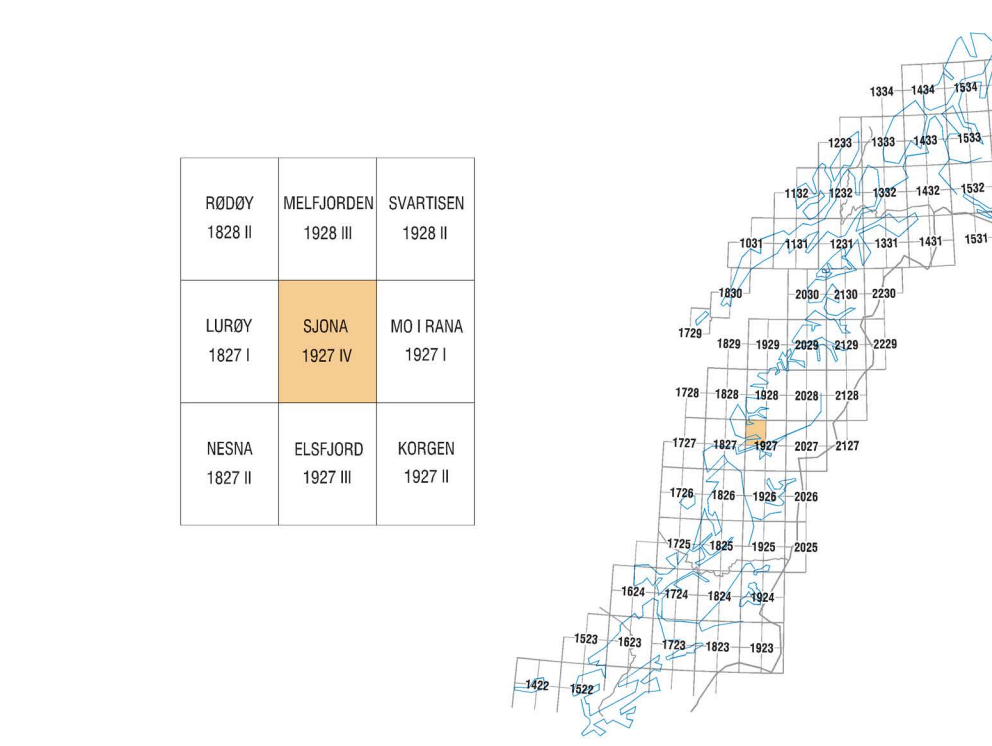 RØDØY
1828 II
MELFJORDEN
1928 III
SVARTISEN
1928 II
LURØY
1827 I
SJONA
1927 IV
MO I RANA
1927 I
NESNA
1827 II
ELSFJORD
1927 III
KORGEN
1927 II
1334 1434 1534
1233 1333 1433 1533
1132 1232 1332 1432 1532
1031 1131 1231 1331 1431 1531
1830 2030 2130 2230
1729 1829 1929 2029 2129 2229
1728 1828 1928 2028 2128
1727 1827 1927 2027 2127
1726 1826 1926 2026
1725 1825 1925 2025
1624 1724 1824 1924
1523 1623 1723 1823 1923
1422 1522